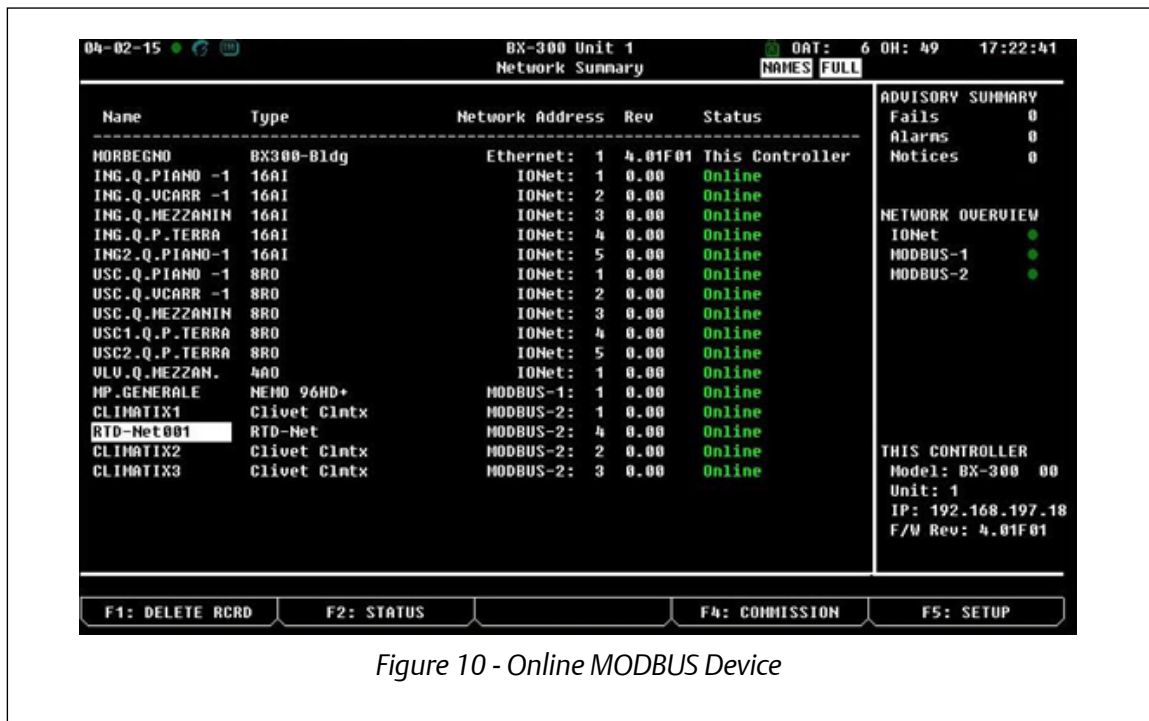 04-02-15 BX-300 Unit 1 OAT: 6 OH: 49 17:22:41
Network Summary NAMES FULL
Name Type Network Address Rev Status
MORBEGNO BX300-Bldg Ethernet: 1 4.01F01 This Controller
ING.Q.PIANO -1 16AI IONet: 1 0.00 Online
ING.Q.VCARR -1 16AI IONet: 2 0.00 Online
ING.Q.MEZZANIN 16AI IONet: 3 0.00 Online
ING.Q.P.TERRA 16AI IONet: 4 0.00 Online
ING2.Q.PIANO-1 16AI IONet: 5 0.00 Online
USC.Q.PIANO -1 8RO IONet: 1 0.00 Online
USC.Q.VCARR -1 8RO IONet: 2 0.00 Online
USC.Q.MEZZANIN 8RO IONet: 3 0.00 Online
USC1.Q.P.TERRA 8RO IONet: 4 0.00 Online
USC2.Q.P.TERRA 8RO IONet: 5 0.00 Online
VLV.Q.MEZZAN. 4AO IONet: 1 0.00 Online
MP.GENERALE NEMO 96HD+ MODBUS-1: 1 0.00 Online
CLIMATIX1 Clivet Clmtx MODBUS-2: 1 0.00 Online
RTD-Net001 RTD-Net MODBUS-2: 4 0.00 Online
CLIMATIX2 Clivet Clmtx MODBUS-2: 2 0.00 Online
CLIMATIX3 Clivet Clmtx MODBUS-2: 3 0.00 Online
ADVISORY SUMMARY
Fails 0
Alarms 0
Notices 0
NETWORK OVERVIEW
IONet
MODBUS-1
MODBUS-2
THIS CONTROLLER
Model: BX-300 00
Unit: 1
IP: 192.168.197.18
F/W Rev: 4.01F01
F1: DELETE RCRD F2: STATUS F4: COMMISSION F5: SETUP
Figure 10 - Online MODBUS Device